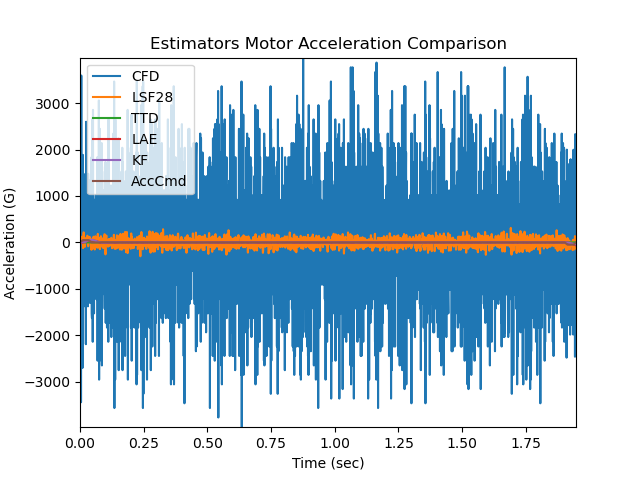 Estimators Motor Acceleration Comparison
CFD
LSF28
TTD
LAE
KF
AccCmd
3000
2000
1000
0
−1000
−2000
−3000
Acceleration (G)
0.00 0.25 0.50 0.75 1.00 1.25 1.50 1.75
Time (sec)